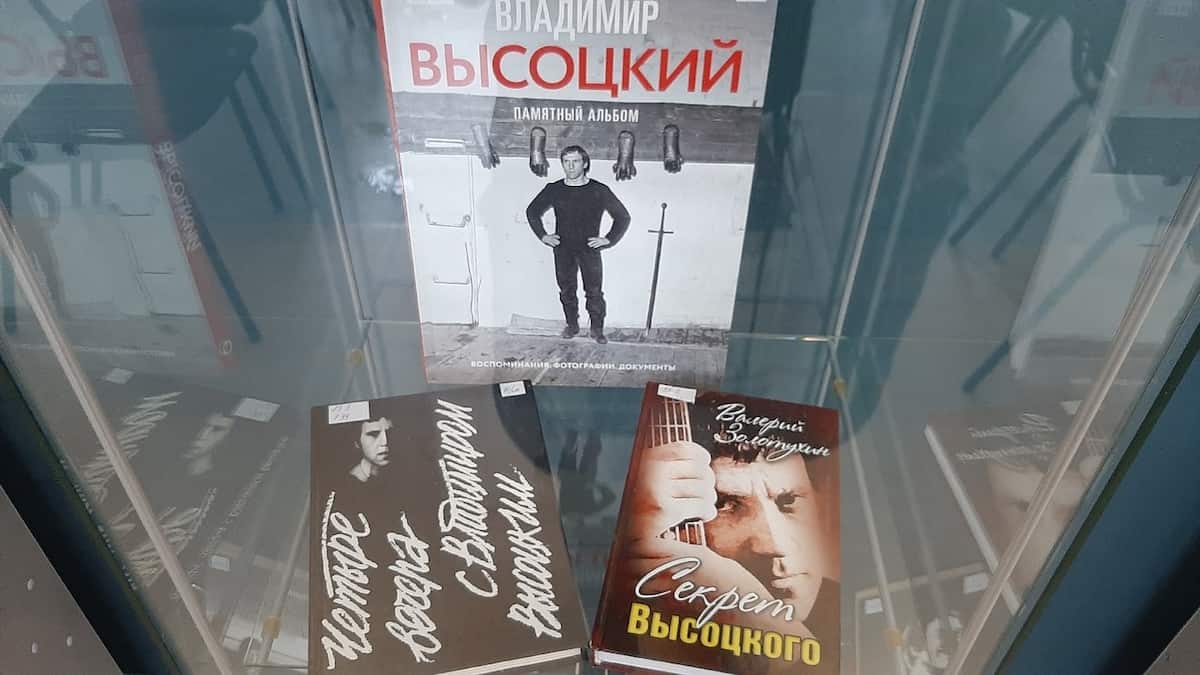 ВЛАДИМИР
ВЫСОЦКИЙ
ПАМЯТНЫЙ АЛЬБОМ
ВОСПОМИНАНИЯ. ФОТОГРАФИИ. ДОКУМЕНТЫ
Четыре
вечера
с Владимиром
Высоцким
Валерий
Золотухин
Секрет
ВЫСОЦКОГО